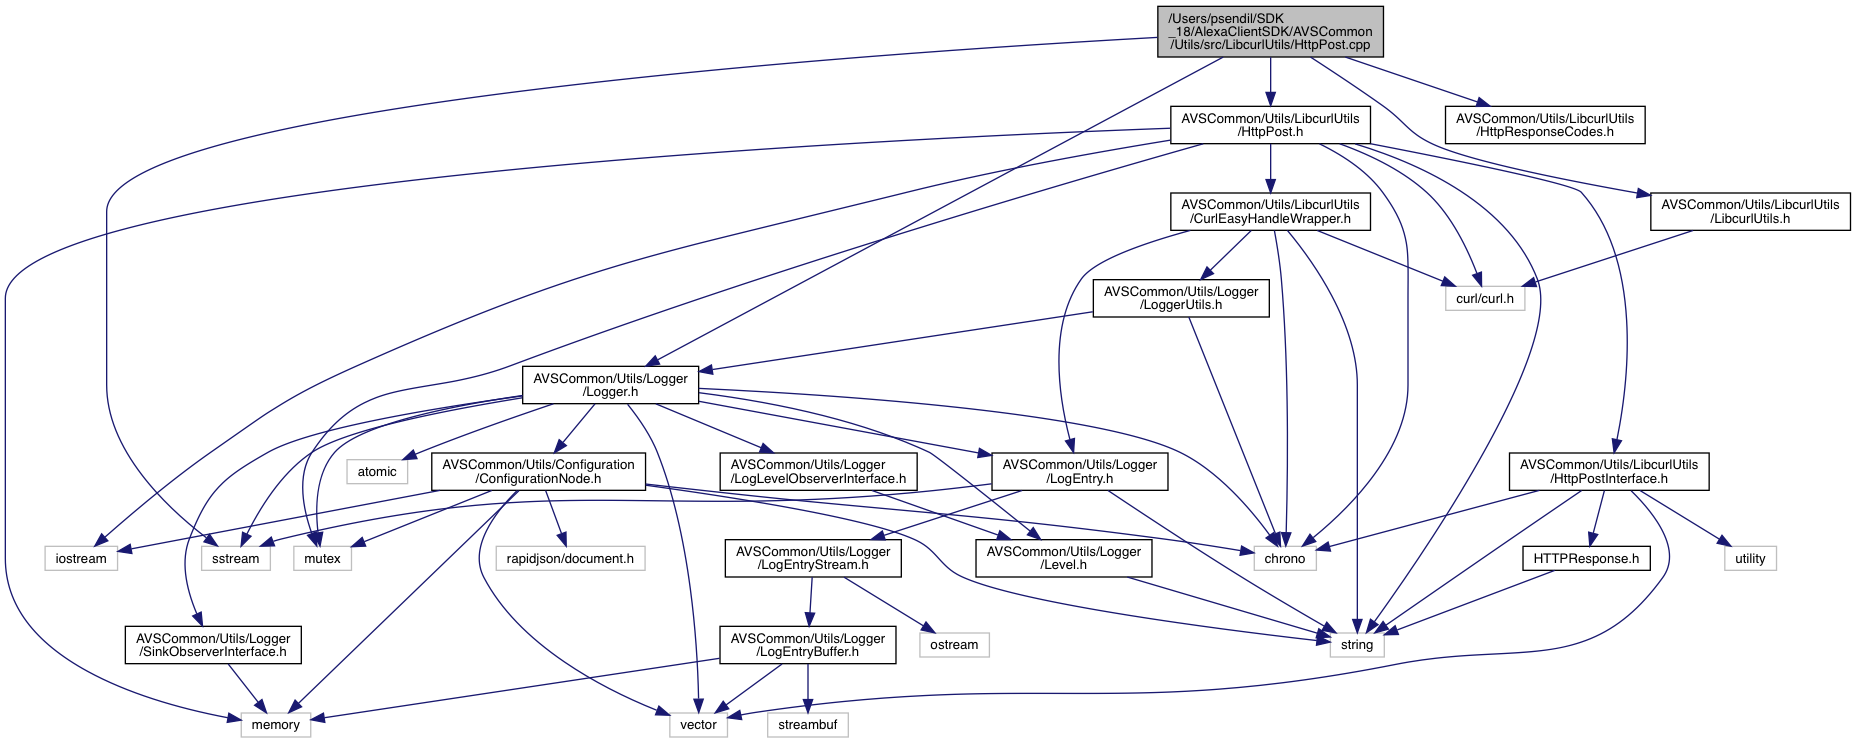 /Users/psendil/SDK
_18/AlexaClientSDK/AVSCommon
/Utils/src/LibcurlUtils/HttpPost.cpp
AVSCommon/Utils/LibcurlUtils
/HttpPost.h
AVSCommon/Utils/LibcurlUtils
/HttpResponseCodes.h
AVSCommon/Utils/LibcurlUtils
/CurlEasyHandleWrapper.h
AVSCommon/Utils/LibcurlUtils
/LibcurlUtils.h
AVSCommon/Utils/Logger
/LoggerUtils.h
curl/curl.h
AVSCommon/Utils/Logger
/Logger.h
atomic
AVSCommon/Utils/Configuration
/ConfigurationNode.h
AVSCommon/Utils/Logger
/LogLevelObserverInterface.h
AVSCommon/Utils/Logger
/LogEntry.h
AVSCommon/Utils/LibcurlUtils
/HttpPostInterface.h
iostream
sstream
mutex
rapidjson/document.h
AVSCommon/Utils/Logger
/LogEntryStream.h
AVSCommon/Utils/Logger
/Level.h
chrono
HTTPResponse.h
utility
AVSCommon/Utils/Logger
/SinkObserverInterface.h
AVSCommon/Utils/Logger
/LogEntryBuffer.h
ostream
string
memory
vector
streambuf